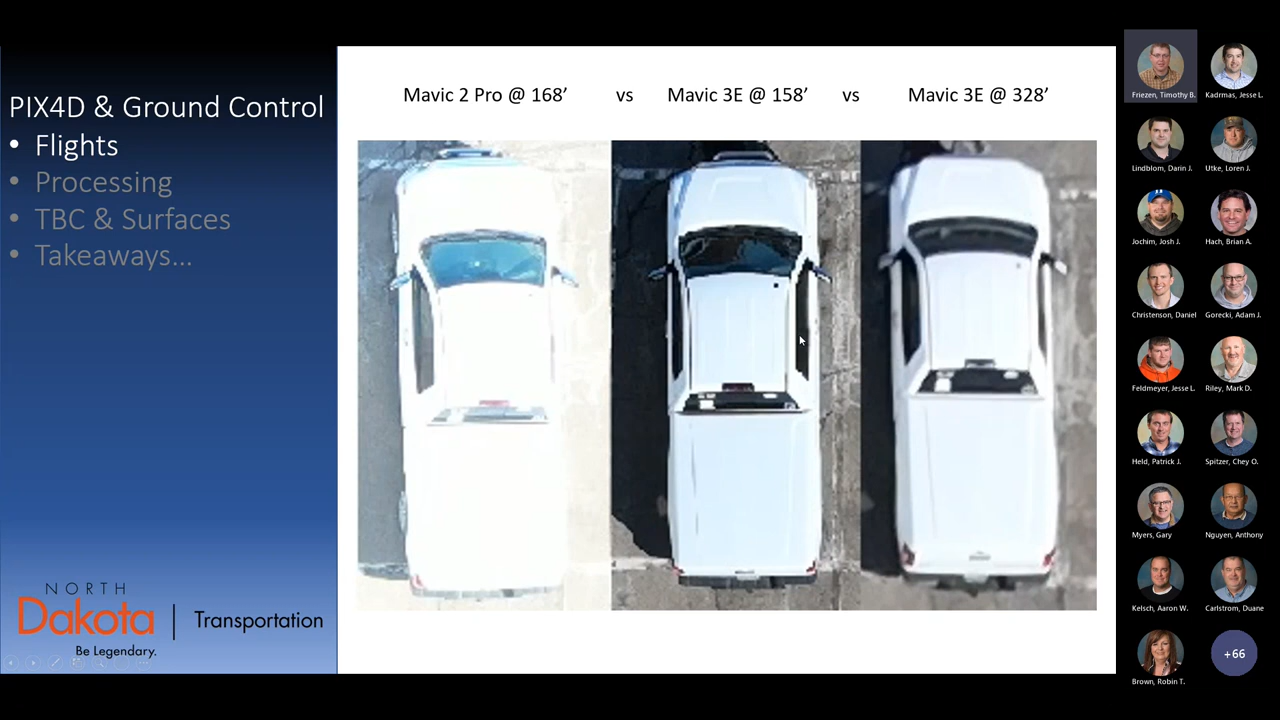 PIX4D & Ground Control
• Flights
• Processing
• TBC & Surfaces
• Takeaways...
NORTH
Dakota | Transportation
Be Legendary.
Mavic 2 Pro @ 168’ vs Mavic 3E @ 158’ vs Mavic 3E @ 328’
Friezen, Timothy B. Kadrmas, Jesse L.
Lindblom, Darin J. Utke, Loren J.
Jochim, Josh J. Hach, Brian A.
Christenson, Daniel Gorecki, Adam J.
Feldmeyer, Jesse L. Riley, Mark D.
Held, Patrick J. Spitzer, Chey O.
Myers, Gary Nguyen, Anthony
Kelsch, Aaron W. Carlstrom, Duane
Brown, Robin T. +66